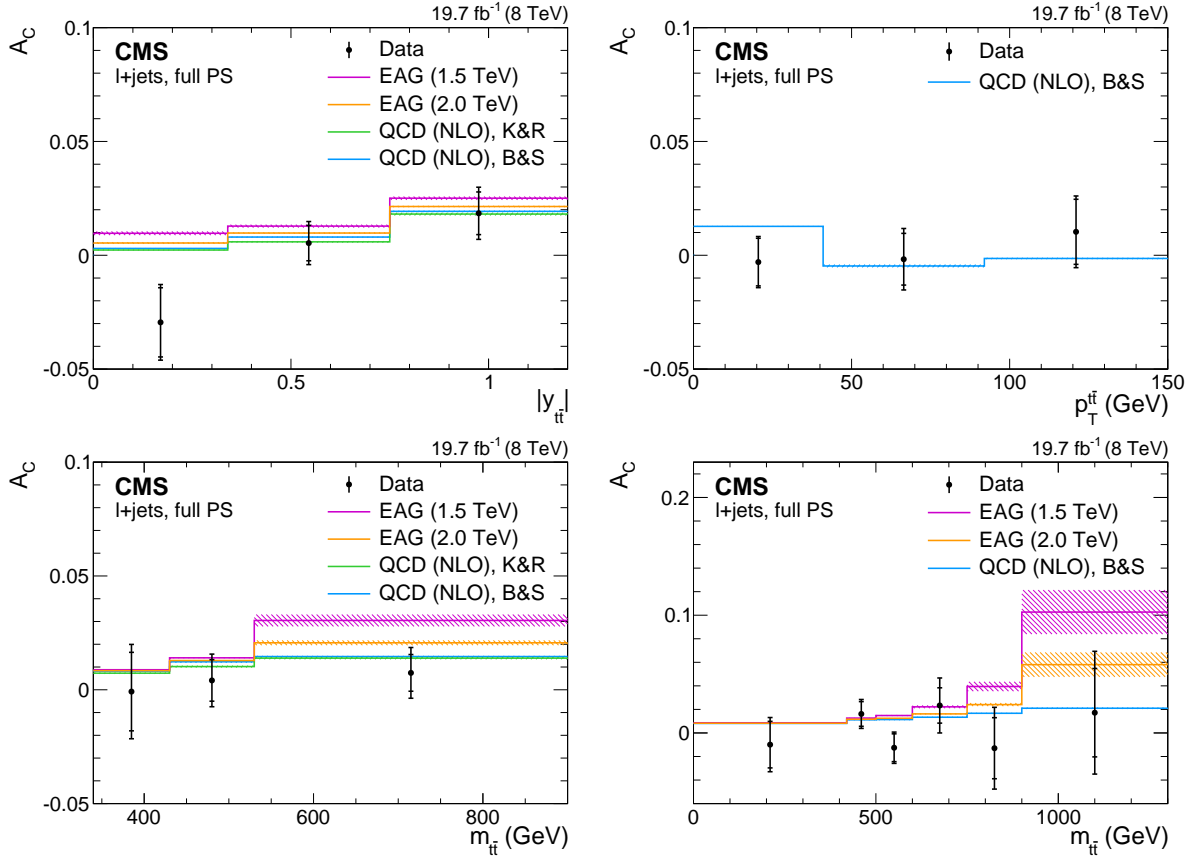 19.7 fb⁻¹ (8 TeV)
A_C
0.1
0.05
0
-0.05
CMS
l+jets, full PS
Data
EAG (1.5 TeV)
EAG (2.0 TeV)
QCD (NLO), K&R
QCD (NLO), B&S
0 0.5 1
|y_tt̄|
19.7 fb⁻¹ (8 TeV)
A_C
0.1
0.05
0
-0.05
CMS
l+jets, full PS
Data
QCD (NLO), B&S
0 50 100 150
p_T^tt̄ (GeV)
19.7 fb⁻¹ (8 TeV)
A_C
0.1
0.05
0
-0.05
CMS
l+jets, full PS
Data
EAG (1.5 TeV)
EAG (2.0 TeV)
QCD (NLO), K&R
QCD (NLO), B&S
400 600 800
m_tt̄ (GeV)
19.7 fb⁻¹ (8 TeV)
A_C
0.2
0.1
0
CMS
l+jets, full PS
Data
EAG (1.5 TeV)
EAG (2.0 TeV)
QCD (NLO), B&S
0 500 1000
m_tt̄ (GeV)